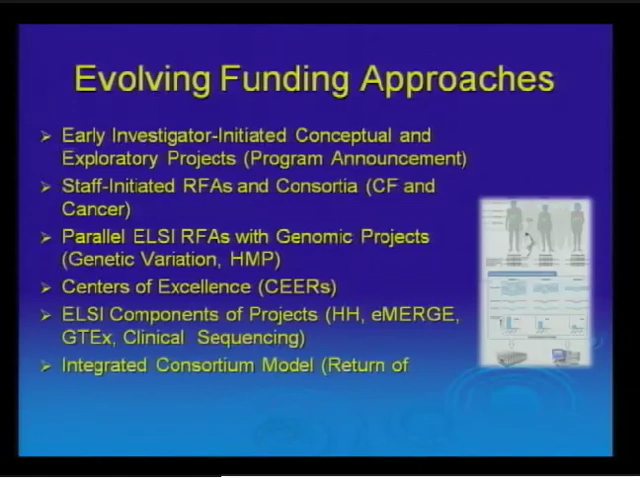 Evolving Funding Approaches
Early Investigator-Initiated Conceptual and
Exploratory Projects (Program Announcement)
Staff-Initiated RFAs and Consortia (CF and
Cancer)
Parallel ELSI RFAs with Genomic Projects
(Genetic Variation, HMP)
Centers of Excellence (CEERs)
ELSI Components of Projects (HH, eMERGE,
GTEx, Clinical Sequencing)
Integrated Consortium Model (Return of